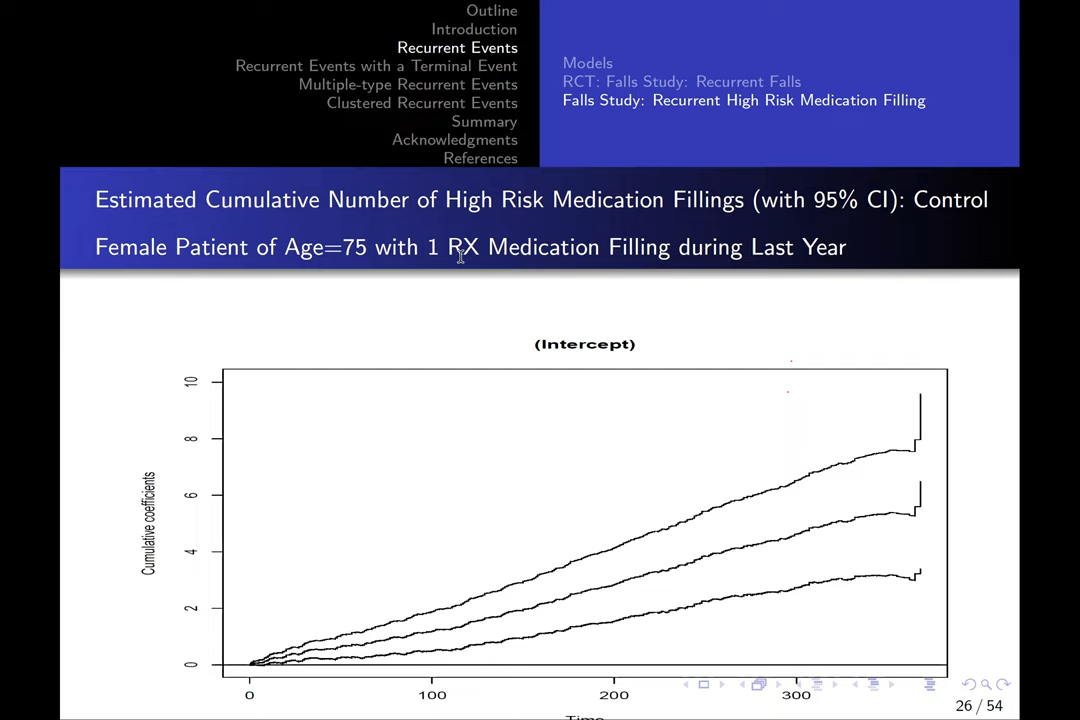 Outline
Introduction
Recurrent Events
Recurrent Events with a Terminal Event
Multiple-type Recurrent Events
Clustered Recurrent Events
Summary
Acknowledgments
References
Models
RCT: Falls Study: Recurrent Falls
Falls Study: Recurrent High Risk Medication Filling
Estimated Cumulative Number of High Risk Medication Fillings (with 95% CI): Control
Female Patient of Age=75 with 1 RX Medication Filling during Last Year
(Intercept)
Cumulative coefficients
10
8
6
4
2
0
0 100 200 300
Time
26 / 54